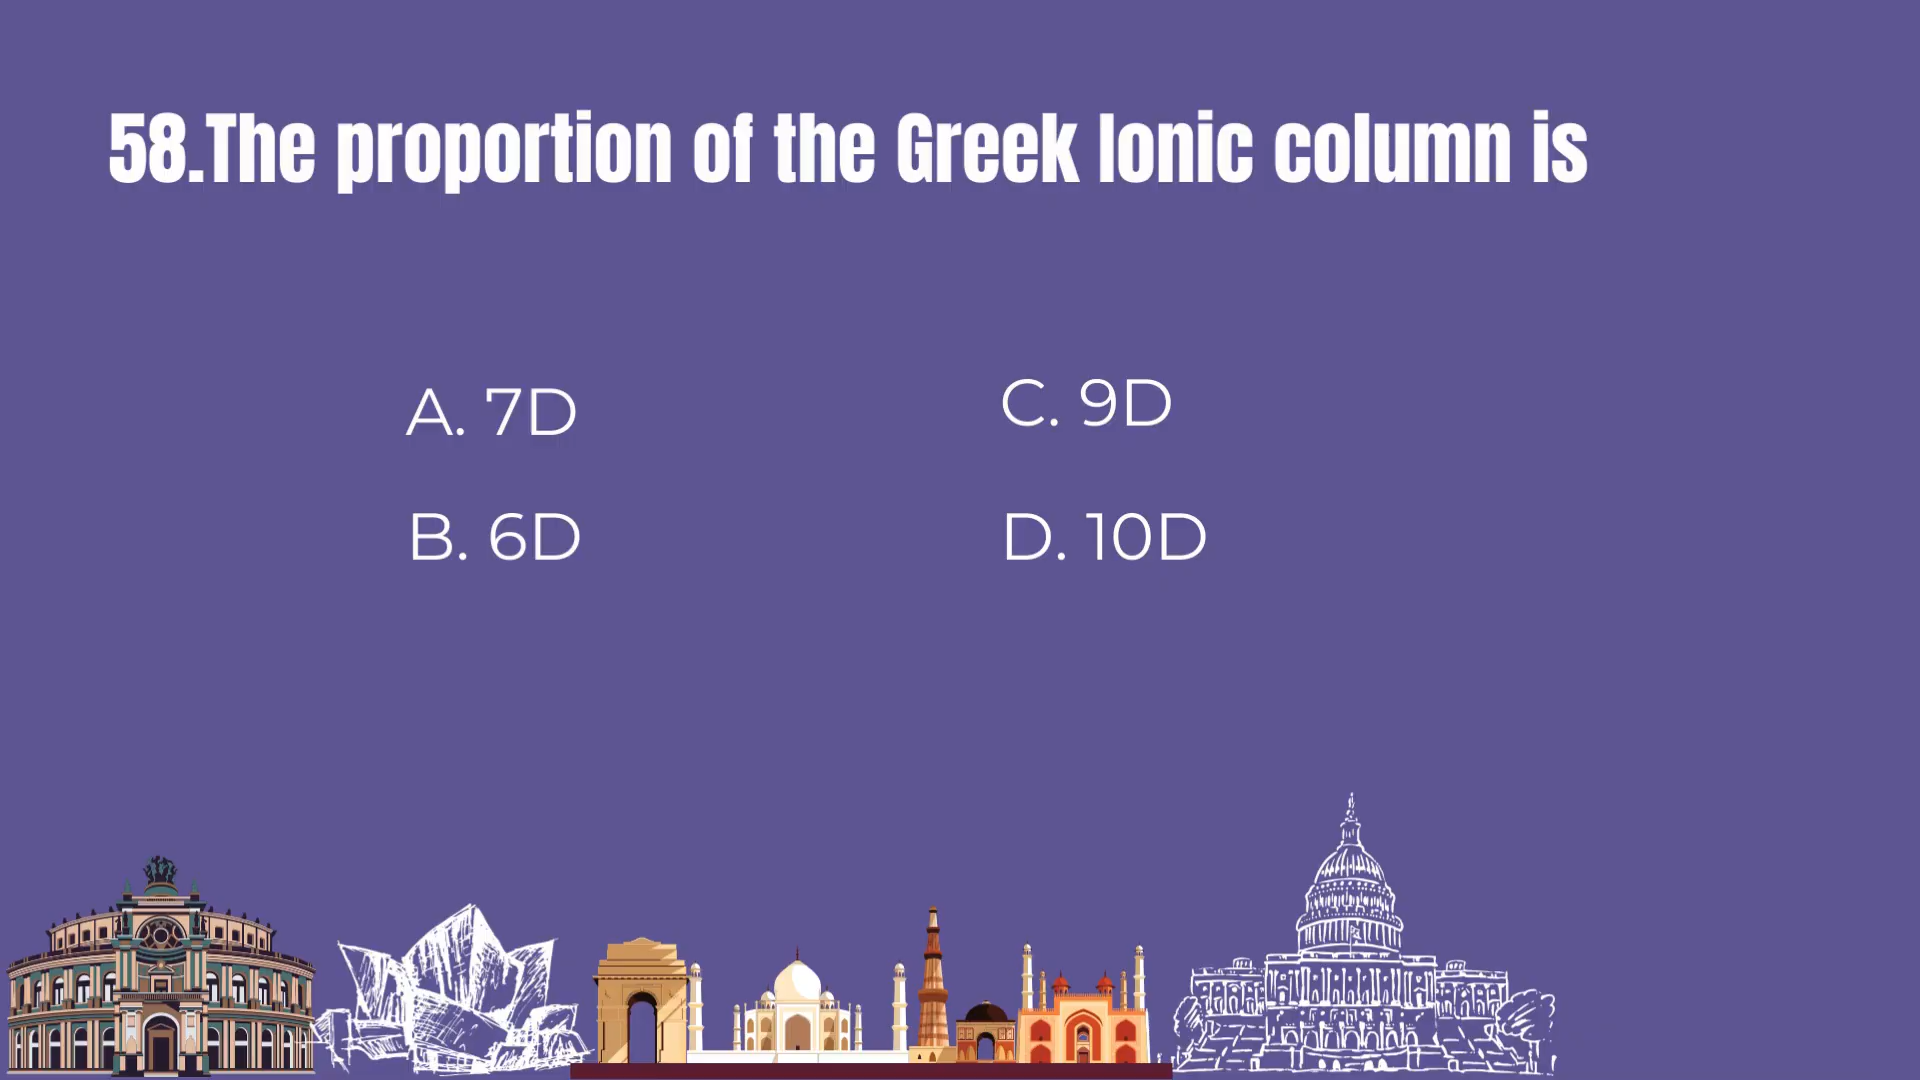 58.The proportion of the Greek Ionic column is
A. 7D
B. 6D
C. 9D
D. 10D